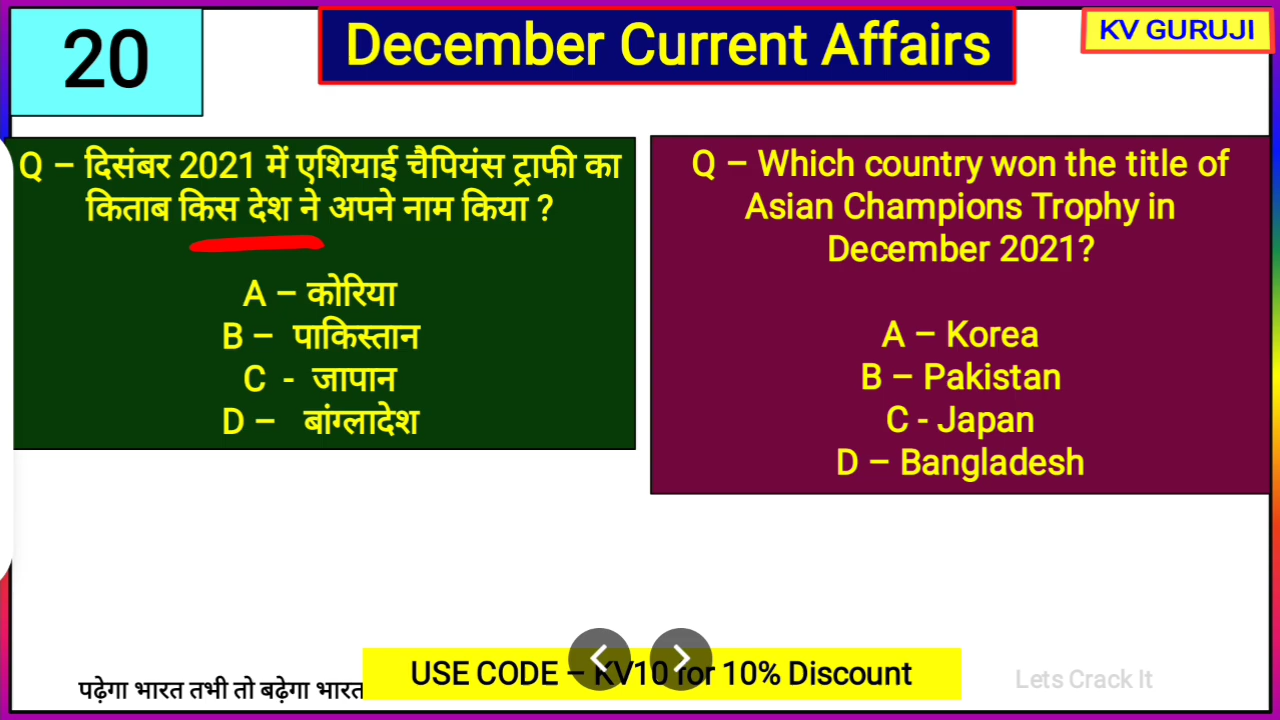 20
December Current Affairs
KV GURUJI
Q – दिसंबर 2021 में एशियाई चैपियंस ट्राफी का
किताब किस देश ने अपने नाम किया ?
A – कोरिया
B – पाकिस्तान
C - जापान
D – बांग्लादेश
Q – Which country won the title of
Asian Champions Trophy in
December 2021?
A – Korea
B – Pakistan
C - Japan
D – Bangladesh
पढ़ेगा भारत तभी तो बढ़ेगा भारत
USE CODE – KV10 for 10% Discount
Lets Crack It